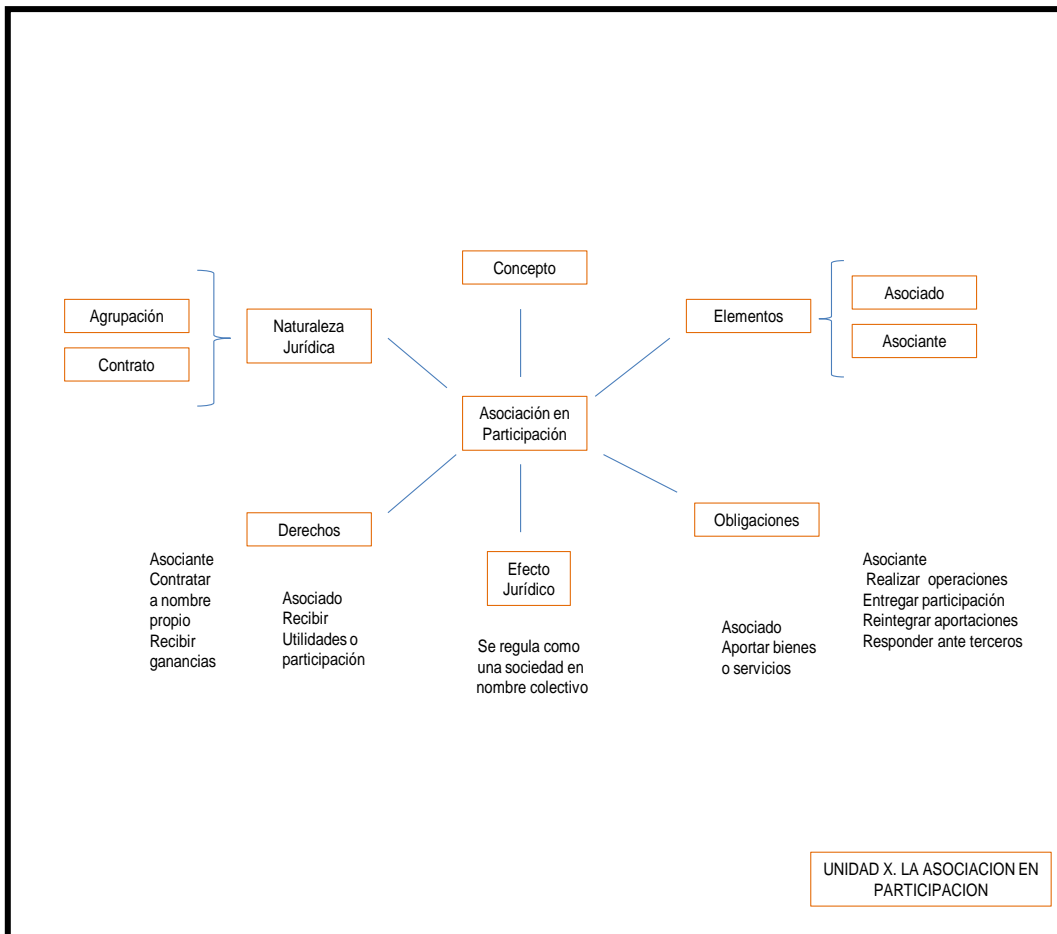 Concepto
Agrupación
Contrato
Naturaleza
Jurídica
Elementos
Asociado
Asociante
Asociación en
Participación
Derechos
Asociante
Contratar
a nombre
propio
Recibir
ganancias
Asociado
Recibir
Utilidades o
participación
Efecto
Jurídico
Se regula como
una sociedad en
nombre colectivo
Obligaciones
Asociado
Aportar bienes
o servicios
Asociante
Realizar operaciones
Entregar participación
Reintegrar aportaciones
Responder ante terceros
UNIDAD X. LA ASOCIACION EN
PARTICIPACION